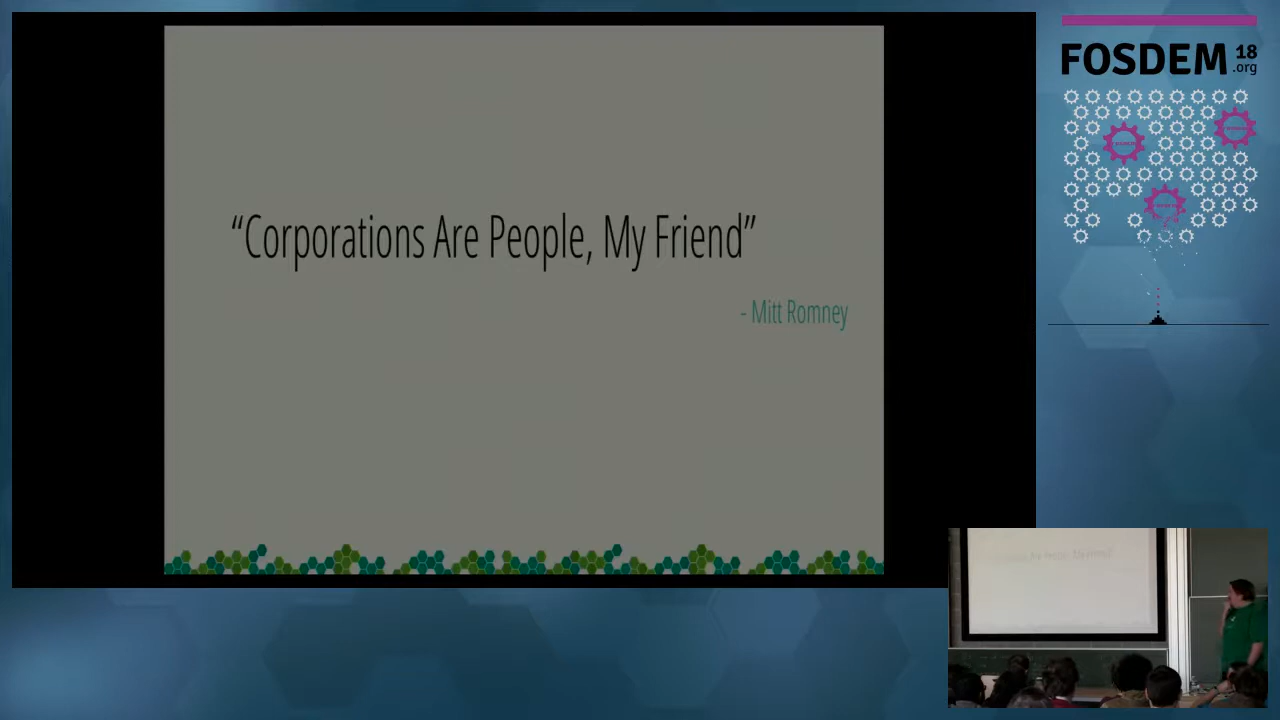 “Corporations Are People, My Friend”
- Mitt Romney
FOSDEM 18
.org